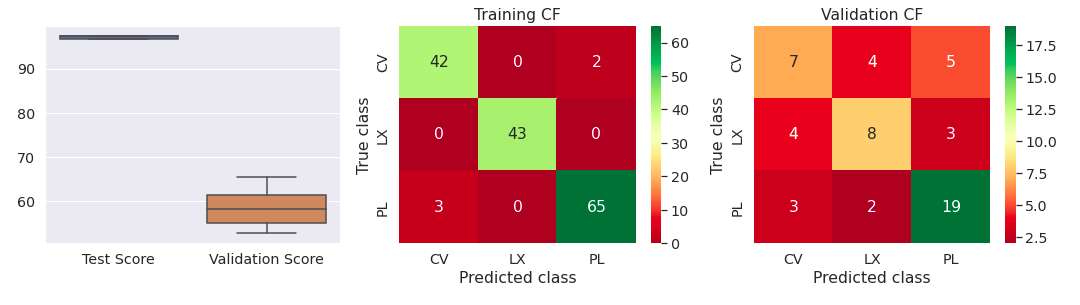 90
80
70
60
Test Score Validation Score
Training CF
True class
CV
LX
PL
42 0 2
0 43 0
3 0 65
CV LX PL
Predicted class
60
50
40
30
20
10
0
Validation CF
True class
CV
LX
PL
7 4 5
4 8 3
3 2 19
CV LX PL
Predicted class
17.5
15.0
12.5
10.0
7.5
5.0
2.5